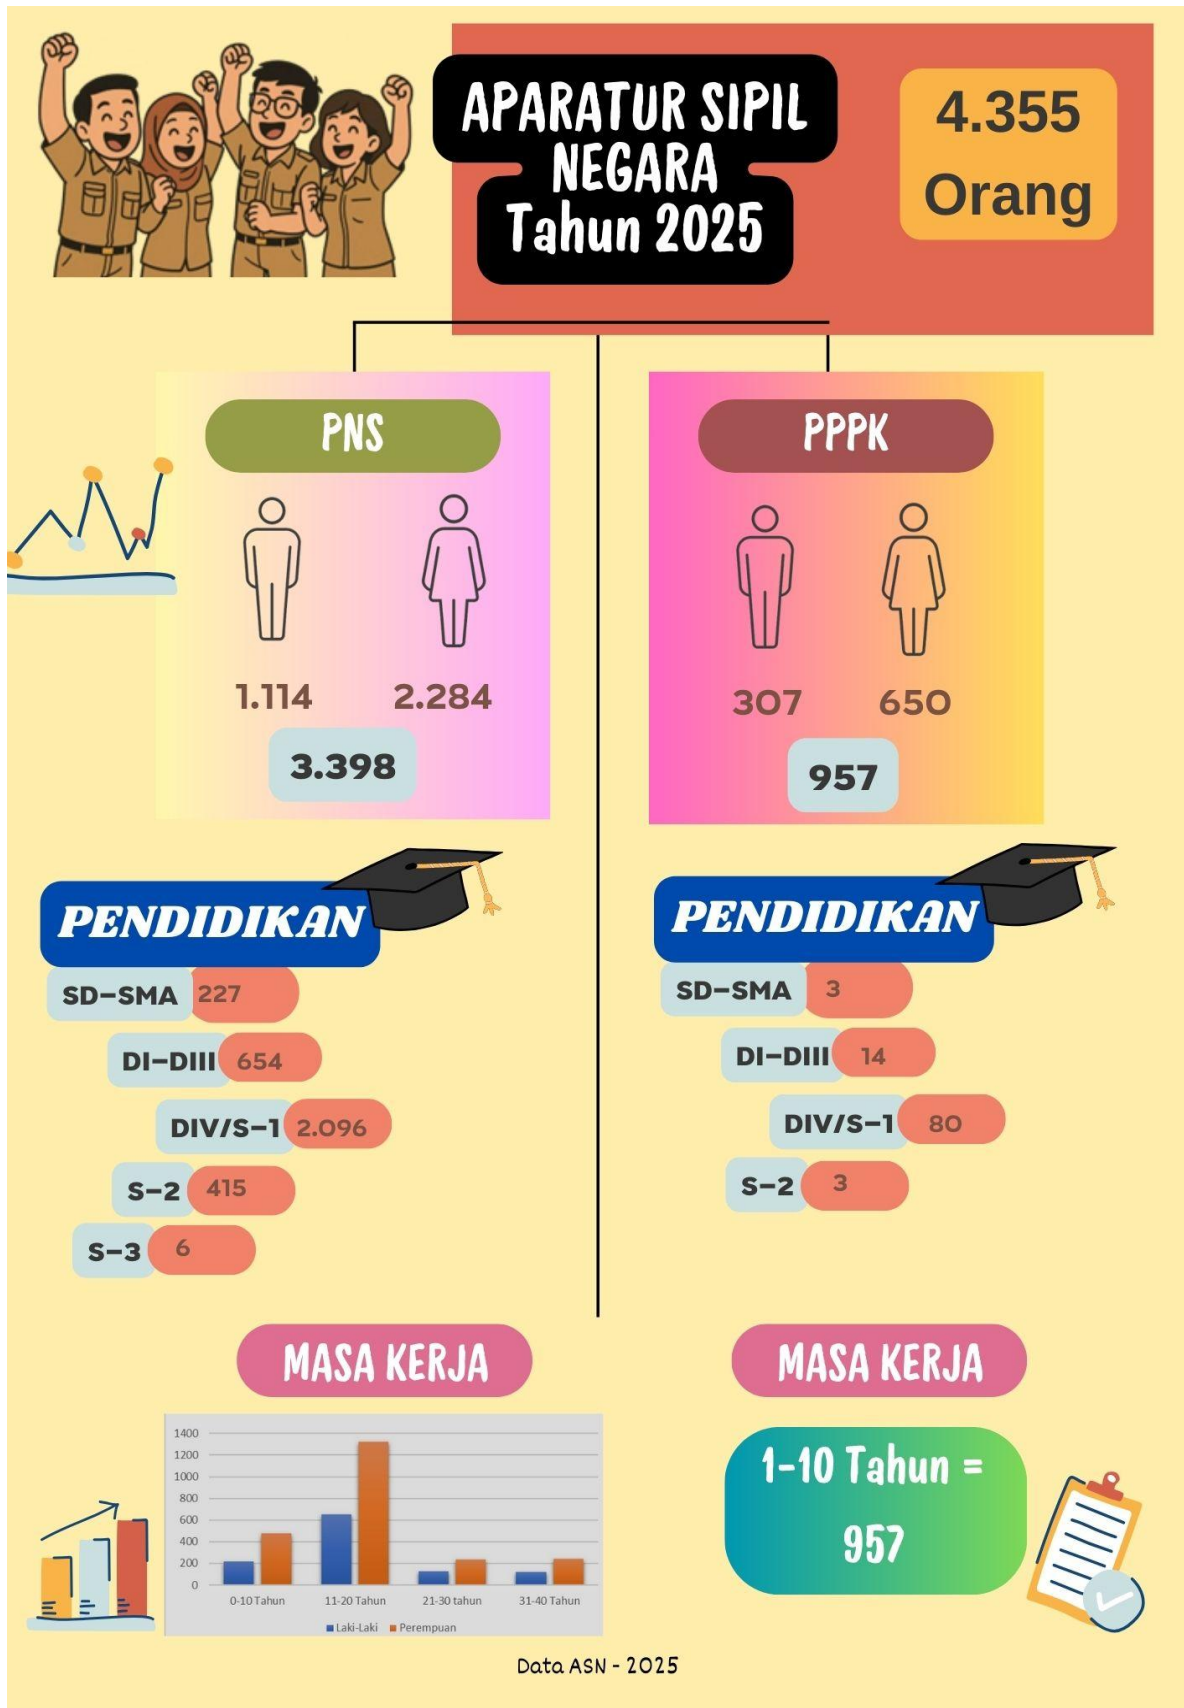 APARATUR SIPIL
NEGARA
Tahun 2025
4.355
Orang
PNS
1.114
2.284
3.398
PPPK
307
650
957
PENDIDIKAN
SD-SMA 227
DI-DIII 654
DIV/S-1 2.096
S-2 415
S-3 6
PENDIDIKAN
SD-SMA 3
DI-DIII 14
DIV/S-1 80
S-2 3
MASA KERJA
1400
1200
1000
800
600
400
200
0
0-10 Tahun 11-20 Tahun 21-30 tahun 31-40 Tahun
Laki-Laki Perempuan
MASA KERJA
1-10 Tahun =
957
Data ASN - 2025